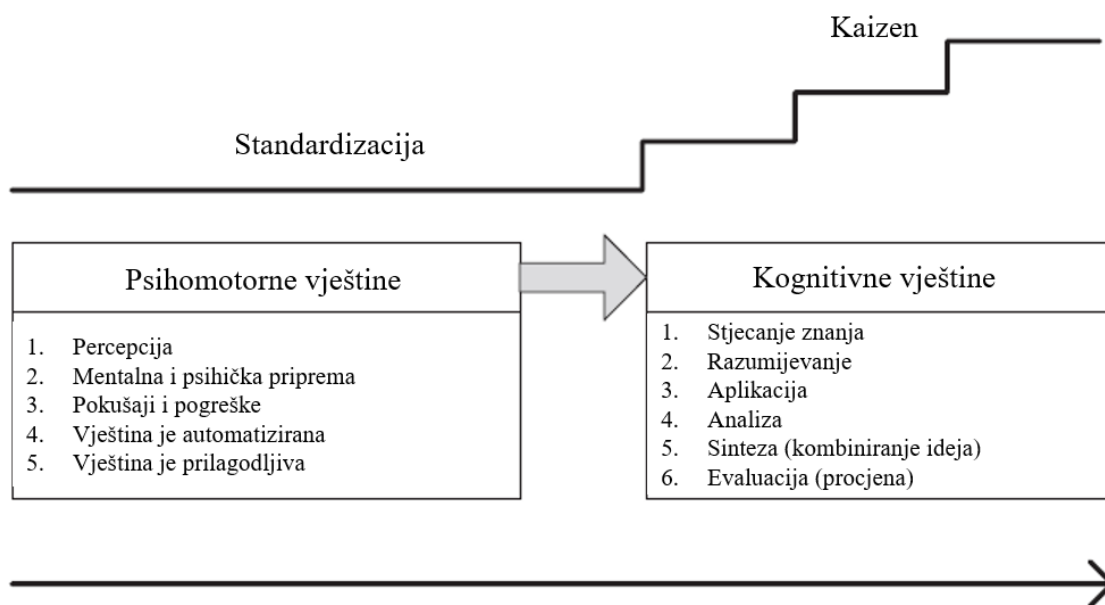 Kaizen
Standardizacija
Psihomotorne vještine
1. Percepcija
2. Mentalna i psihička priprema
3. Pokušaji i pogreške
4. Vještina je automatizirana
5. Vještina je prilagodljiva
Kognitivne vještine
1. Stjecanje znanja
2. Razumijevanje
3. Aplikacija
4. Analiza
5. Sinteza (kombiniranje ideja)
6. Evaluacija (procjena)